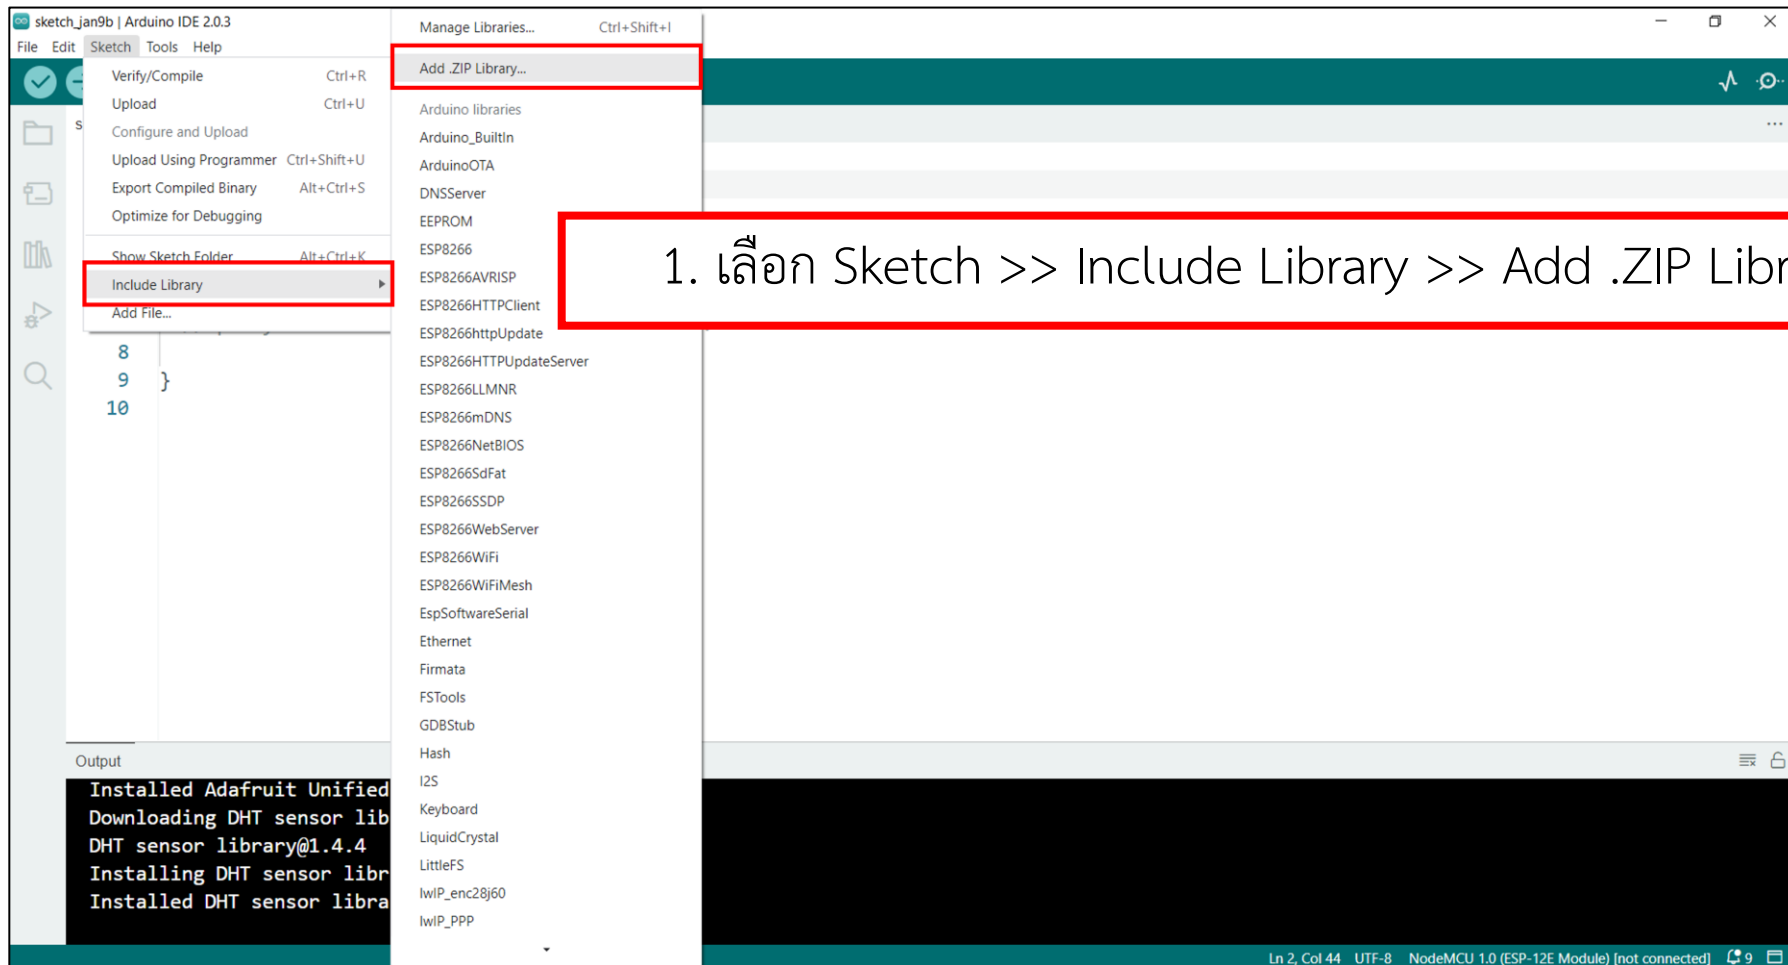 sketch_jan9b | Arduino IDE 2.0.3
File Edit Sketch Tools Help
Verify/Compile Ctrl+R
Upload Ctrl+U
Configure and Upload
Upload Using Programmer Ctrl+Shift+U
Export Compiled Binary Alt+Ctrl+S
Optimize for Debugging
Show Sketch Folder Alt+Ctrl+K
Include Library
Add File...
Manage Libraries... Ctrl+Shift+I
Add .ZIP Library...
Arduino libraries
Arduino_BuiltIn
ArduinoOTA
DNSServer
EEPROM
ESP8266
ESP8266AVRISP
ESP8266HTTPClient
ESP8266httpUpdate
ESP8266HTTPUpdateServer
ESP8266LLMNR
ESP8266mDNS
ESP8266NetBIOS
ESP8266SdFat
ESP8266SSDP
ESP8266WebServer
ESP8266WiFi
ESP8266WiFiMesh
EspSoftwareSerial
Ethernet
Firmata
FSTools
GDBStub
Hash
I2S
Keyboard
LiquidCrystal
LittleFS
lwIP_enc28j60
lwIP_PPP
1. เลือก Sketch >> Include Library >> Add .ZIP Libr
8
9 }
10
Output
Installed Adafruit Unified
Downloading DHT sensor lib
DHT sensor library@1.4.4
Installing DHT sensor libr
Installed DHT sensor libra
Ln 2, Col 44 UTF-8 NodeMCU 1.0 (ESP-12E Module) [not connected] 9